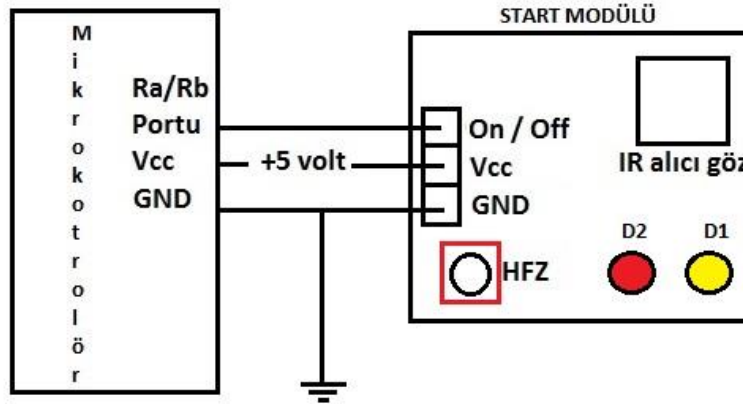 START MODÜLÜ
Mikrokotrolör
Ra/Rb
Portu
Vcc
GND
+5 volt
On / Off
Vcc
GND
IR alıcı göz
HFZ
D2
D1